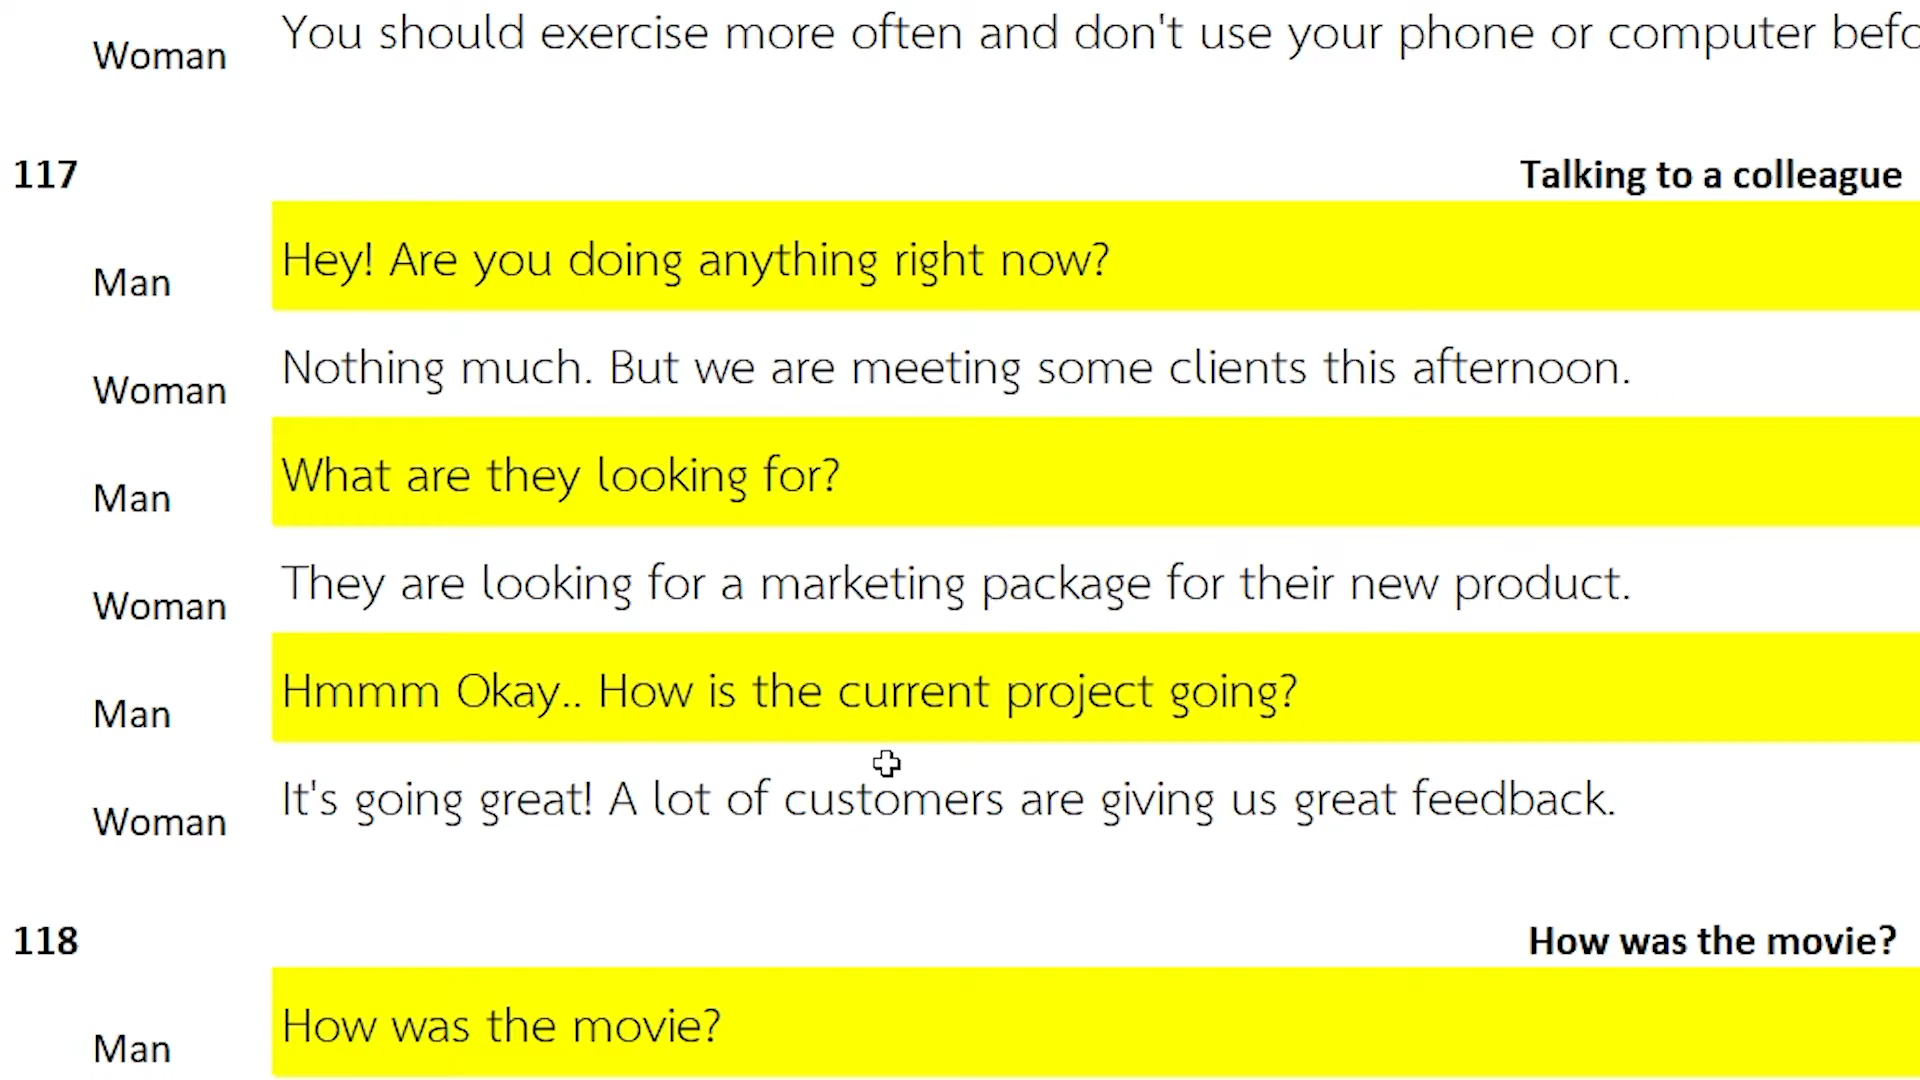 Woman You should exercise more often and don't use your phone or computer
117 Talking to a colleague
Man Hey! Are you doing anything right now?
Woman Nothing much. But we are meeting some clients this afternoon.
Man What are they looking for?
Woman They are looking for a marketing package for their new product.
Man Hmmm Okay.. How is the current project going?
Woman It's going great! A lot of customers are giving us great feedback.
118 How was the movie?
Man How was the movie?